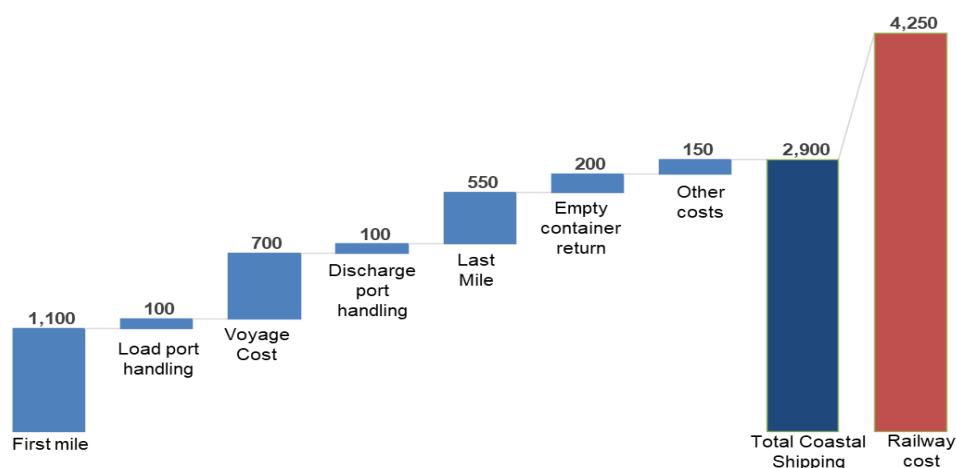 4,250
150
2,900
200
550
Other
costs
Empty
container
return
100
700
Last
Mile
Discharge
port
handling
100
1,100
Voyage
Cost
Load port
handling
First mile
Total Coastal
Shipping
Railway
cost